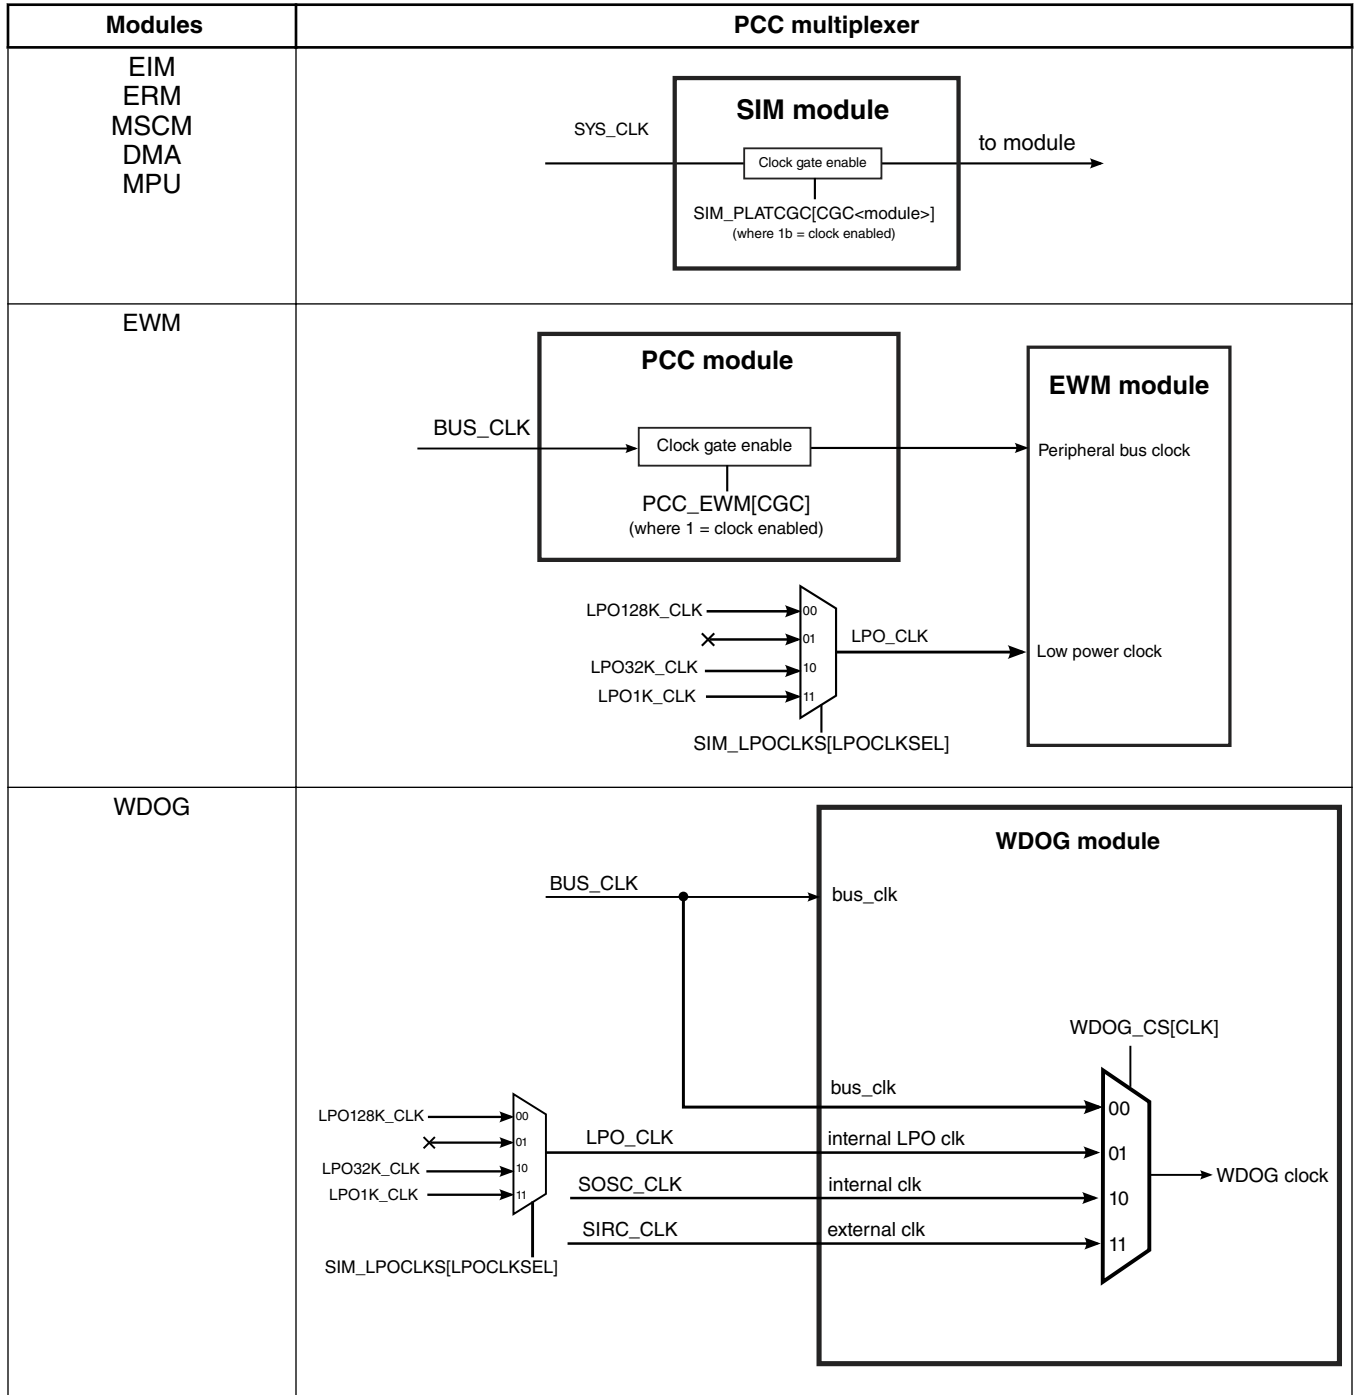 Modules
PCC multiplexer
EIM
ERM
MSCM
DMA
MPU
SIM module
SYS_CLK
Clock gate enable
to module
SIM_PLATCGC[CGC<module>]
(where 1b = clock enabled)
EWM
PCC module
EWM module
BUS_CLK
Clock gate enable
Peripheral bus clock
PCC_EWM[CGC]
(where 1 = clock enabled)
LPO128K_CLK
00
01
LPO_CLK
Low power clock
LPO32K_CLK
10
LPO1K_CLK
11
SIM_LPOCLKS[LPOCLKSEL]
WDOG
WDOG module
BUS_CLK
bus_clk
WDOG_CS[CLK]
bus_clk
00
LPO128K_CLK
00
01
LPO_CLK
internal LPO clk
01
LPO32K_CLK
10
WDOG clock
SOSC_CLK
internal clk
10
LPO1K_CLK
11
SIRC_CLK
external clk
11
SIM_LPOCLKS[LPOCLKSEL]